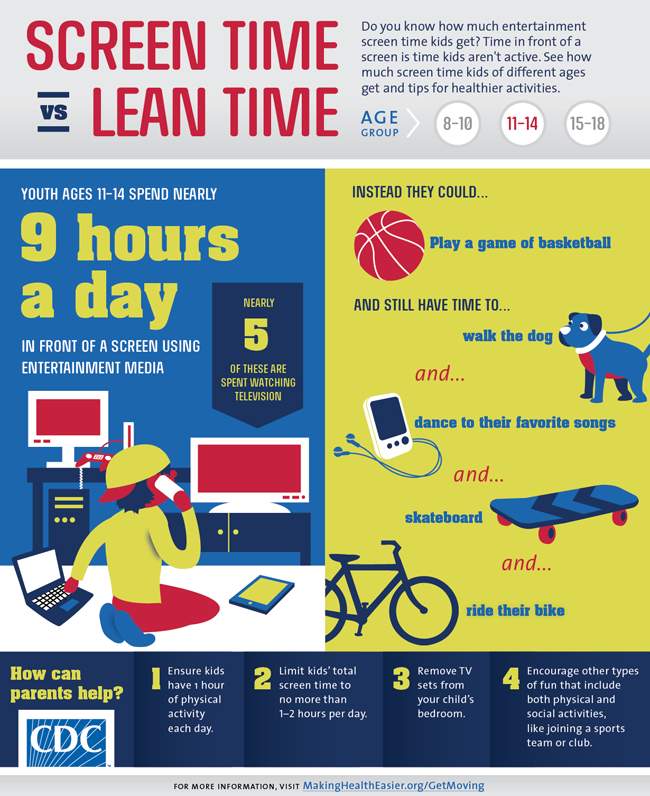 SCREEN TIME
vs LEAN TIME
Do you know how much entertainment
screen time kids get? Time in front of a
screen is time kids aren't active. See how
much screen time kids of different ages
get and tips for healthier activities.
AGE
GROUP
8–10
11–14
15–18
YOUTH AGES 11–14 SPEND NEARLY
9 hours
a day
IN FRONT OF A SCREEN USING
ENTERTAINMENT MEDIA
NEARLY
5
OF THESE ARE
SPENT WATCHING
TELEVISION
INSTEAD THEY COULD...
Play a game of basketball
AND STILL HAVE TIME TO...
walk the dog
and...
dance to their favorite songs
and...
skateboard
and...
ride their bike
How can
parents help?
CDC
1 Ensure kids
have 1 hour
of physical
activity
each day.
2 Limit kids' total
screen time to
no more than
1–2 hours per day.
3 Remove TV
sets from
your child's
bedroom.
4 Encourage other types
of fun that include
both physical and
social activities,
like joining a sports
team or club.
FOR MORE INFORMATION, VISIT MakingHealthEasier.org/GetMoving